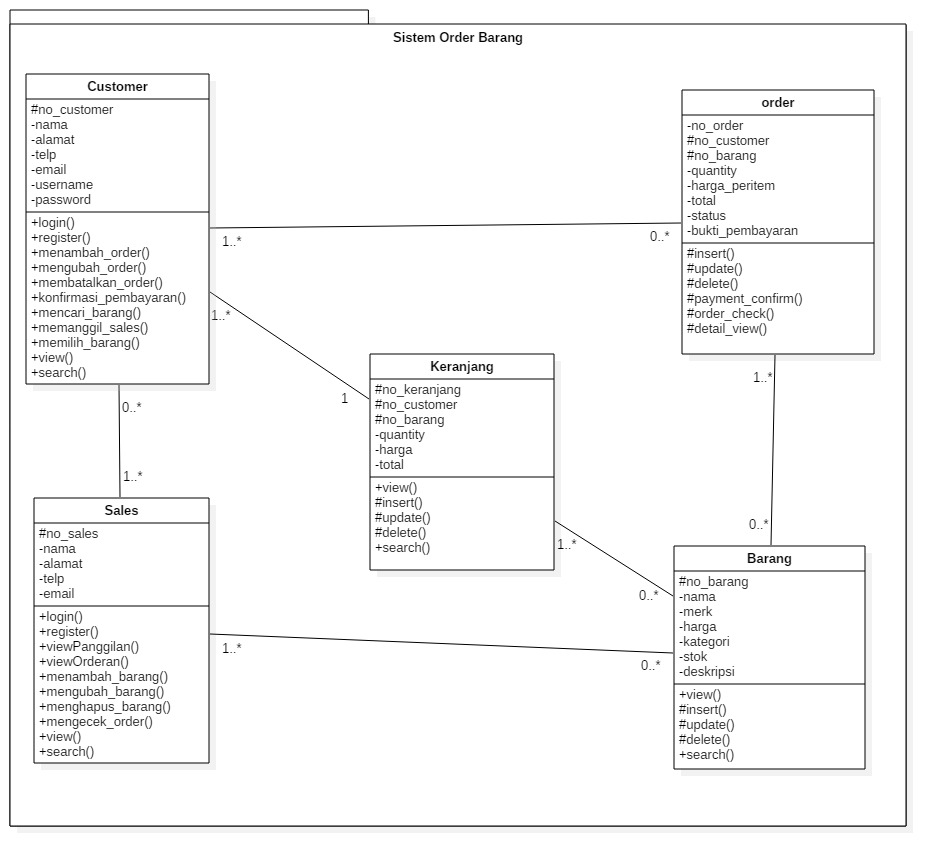 Sistem Order Barang
Customer
#no_customer
-nama
-alamat
-telp
-email
-username
-password
+login()
+register()
+menambah_order()
+mengubah_order()
+membatalkan_order()
+konfirmasi_pembayaran()
+mencari_barang()
+memanggil_sales()
+memilih_barang()
+view()
+search()
order
-no_order
#no_customer
#no_barang
-quantity
-harga_peritem
-total
-status
-bukti_pembayaran
#insert()
#update()
#delete()
#payment_confirm()
#order_check()
#detail_view()
1..*
0..*
1..*
1
0..*
1..*
1..*
0..*
Keranjang
#no_keranjang
#no_customer
#no_barang
-quantity
-harga
-total
+view()
#insert()
#update()
#delete()
+search()
1..*
0..*
Sales
#no_sales
-nama
-alamat
-telp
-email
+login()
+register()
+viewPanggilan()
+viewOrderan()
+menambah_barang()
+mengubah_barang()
+menghapus_barang()
+mengecek_order()
+view()
+search()
1..*
0..*
Barang
#no_barang
-nama
-merk
-harga
-kategori
-stok
-deskripsi
+view()
#insert()
#update()
#delete()
+search()